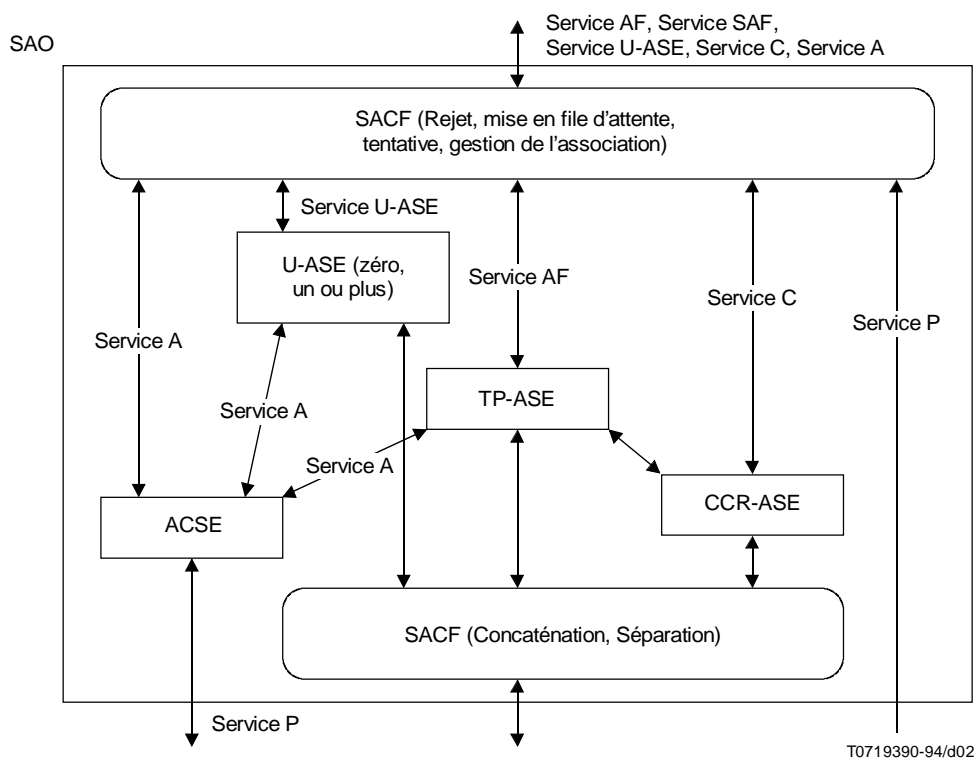 Service AF, Service SAF,
Service U-ASE, Service C, Service A
SAO
SACF (Rejet, mise en file d'attente,
tentative, gestion de l'association)
Service U-ASE
U-ASE (zéro,
un ou plus)
Service AF
Service C
Service P
Service A
TP-ASE
Service A
Service A
CCR-ASE
ACSE
SACF (Concaténation, Séparation)
Service P
T0719390-94/d02